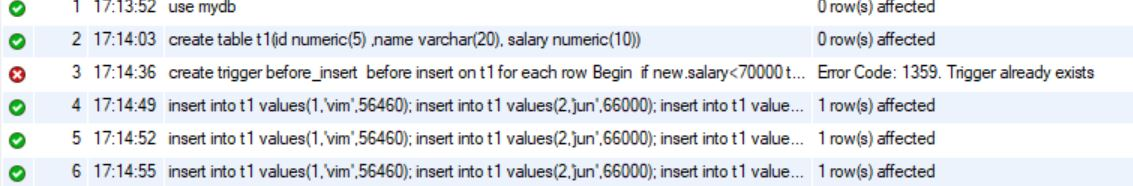 1 17:13:52 use mydb 0 row(s) affected
2 17:14:03 create table t1(id numeric(5) ,name varchar(20), salary numeric(10)) 0 row(s) affected
3 17:14:36 create trigger before_insert before insert on t1 for each row Begin if new.salary<70000 t... Error Code: 1359. Trigger already exists
4 17:14:49 insert into t1 values(1,'vim',56460); insert into t1 values(2,'jun',66000); insert into t1 value... 1 row(s) affected
5 17:14:52 insert into t1 values(1,'vim',56460); insert into t1 values(2,'jun',66000); insert into t1 value... 1 row(s) affected
6 17:14:55 insert into t1 values(1,'vim',56460); insert into t1 values(2,'jun',66000); insert into t1 value... 1 row(s) affected